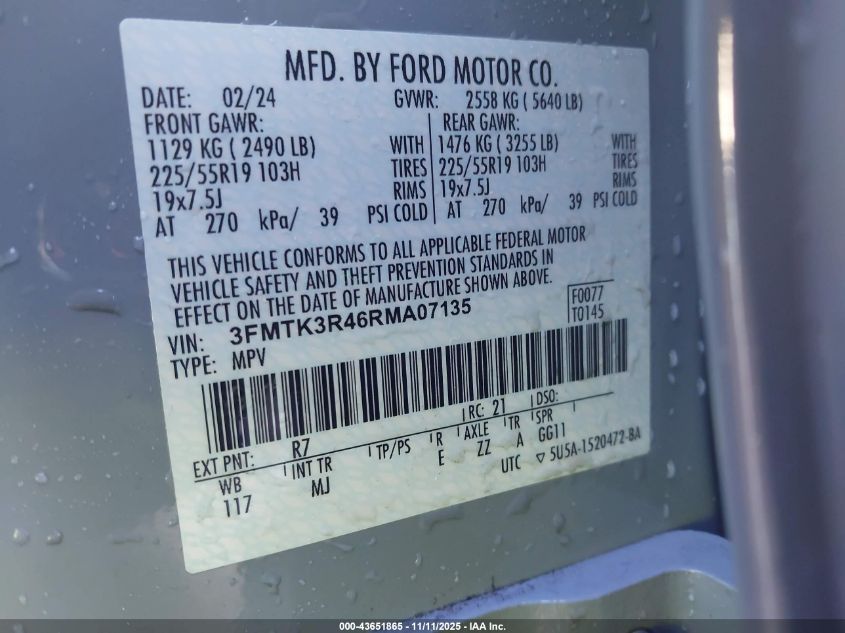 MFD. BY FORD MOTOR CO.
DATE: 02/24 GVWR: 2558 KG ( 5640 LB)
FRONT GAWR: REAR GAWR:
1129 KG ( 2490 LB) WITH 1476 KG ( 3255 LB) WITH
225/55R19 103H TIRES 225/55R19 103H TIRES
19x7.5J RIMS 19x7.5J RIMS
AT 270 kPa/ 39 PSI COLD AT 270 kPa/ 39 PSI COLD
THIS VEHICLE CONFORMS TO ALL APPLICABLE FEDERAL MOTOR
VEHICLE SAFETY AND THEFT PREVENTION STANDARDS IN
EFFECT ON THE DATE OF MANUFACTURE SHOWN ABOVE.
VIN: 3FMTK3R46RMA07135
F0077
T0145
TYPE: MPV
RC: 21 DSO:
EXT PNT: R7
WB INT TR TP/PS R AXLE TR SPR
117 MJ E ZZ A GG11
UTC ▽ 5U5A-1520472-BA
000-43651865 - 11/11/2025 - IAA Inc.